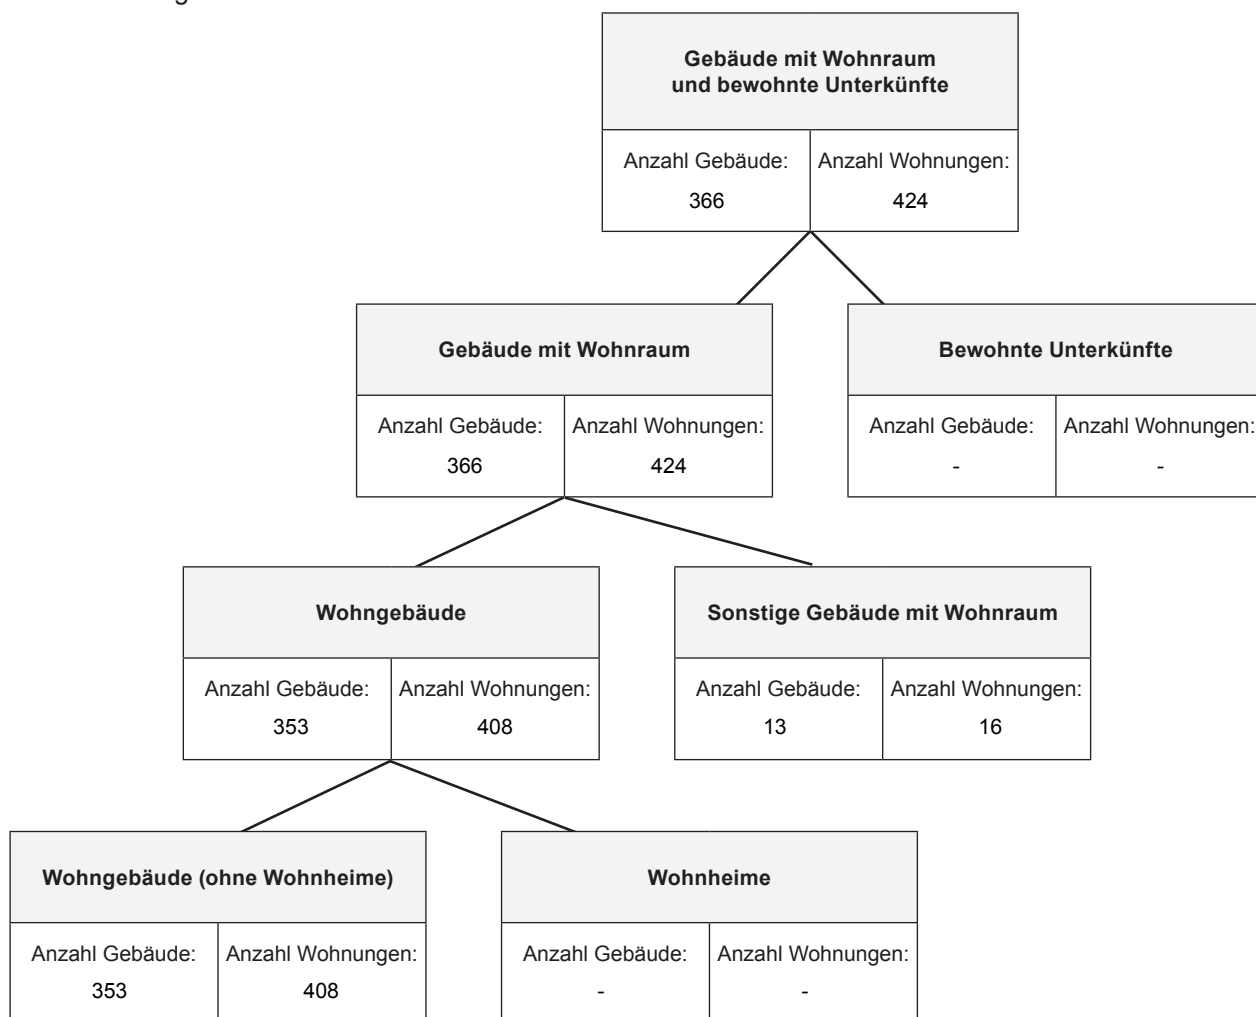 Gebäude mit Wohnraum
und bewohnte Unterkünfte
Anzahl Gebäude: Anzahl Wohnungen:
366 424
Gebäude mit Wohnraum
Anzahl Gebäude: Anzahl Wohnungen:
366 424
Bewohnte Unterkünfte
Anzahl Gebäude: Anzahl Wohnungen:
- -
Wohngebäude
Anzahl Gebäude: Anzahl Wohnungen:
353 408
Sonstige Gebäude mit Wohnraum
Anzahl Gebäude: Anzahl Wohnungen:
13 16
Wohngebäude (ohne Wohnheime)
Anzahl Gebäude: Anzahl Wohnungen:
353 408
Wohnheime
Anzahl Gebäude: Anzahl Wohnungen:
- -